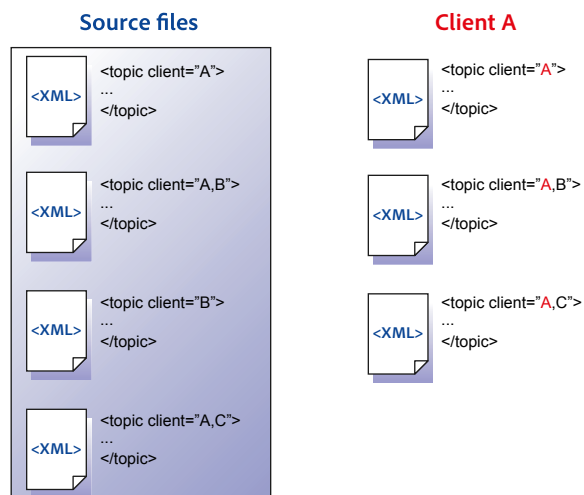 Source files
<XML>
<topic client="A">
...
</topic>
<XML>
<topic client="A,B">
...
</topic>
<XML>
<topic client="B">
...
</topic>
<XML>
<topic client="A,C">
...
</topic>
Client A
<XML>
<topic client="A">
...
</topic>
<XML>
<topic client="A,B">
...
</topic>
<XML>
<topic client="A,C">
...
</topic>